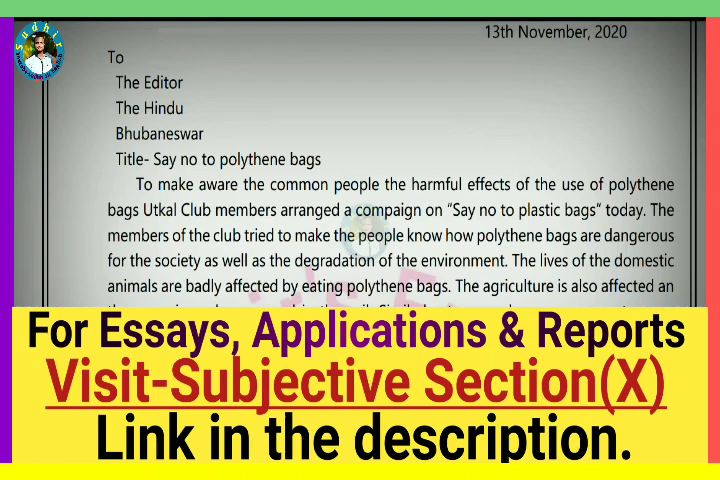 Sudhir
13th November, 2020
To
The Editor
The Hindu
Bhubaneswar
Title- Say no to polythene bags
To make aware the common people the harmful effects of the use of polythene
bags Utkal Club members arranged a compaign on "Say no to plastic bags" today. The
members of the club tried to make the people know how polythene bags are dangerous
for the society as well as the degradation of the environment. The lives of the domestic
animals are badly affected by eating polythene bags. The agriculture is also affected an
For Essays, Applications & Reports
Visit-Subjective Section(X)
Link in the description.